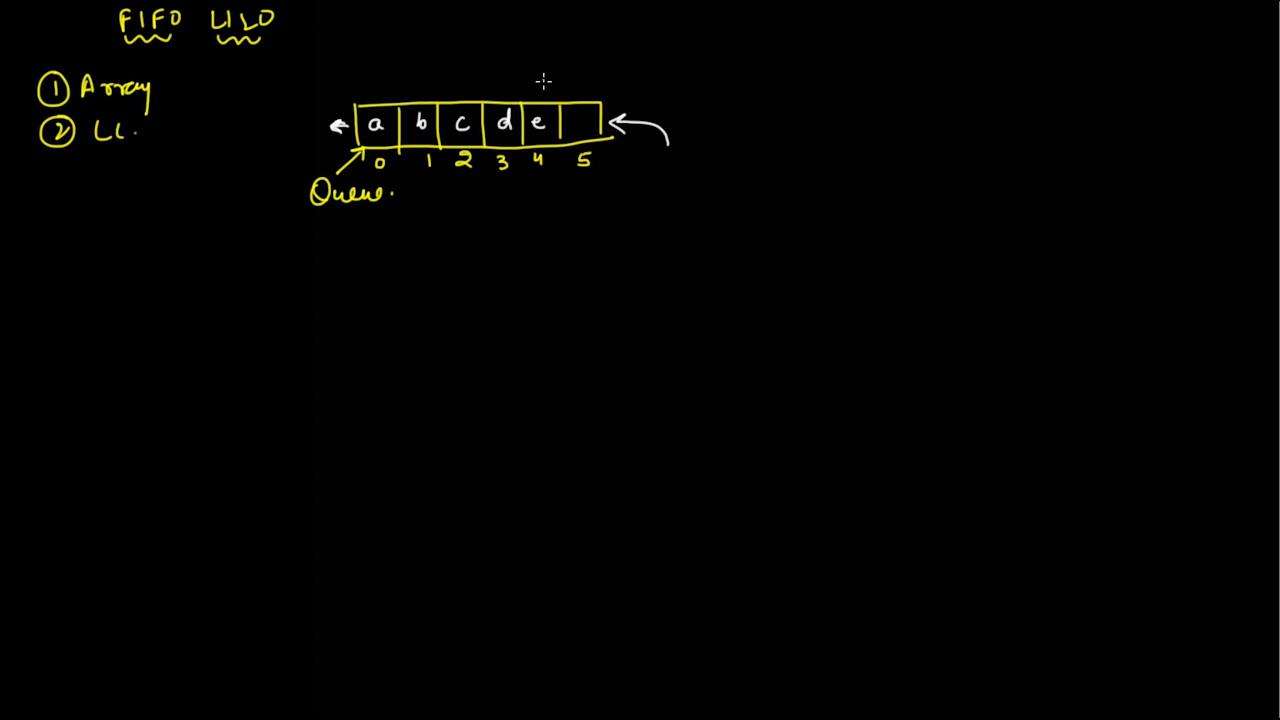 FIFO LILO
① Array
② LL.
a b c d e
0 1 2 3 4 5
Queue.